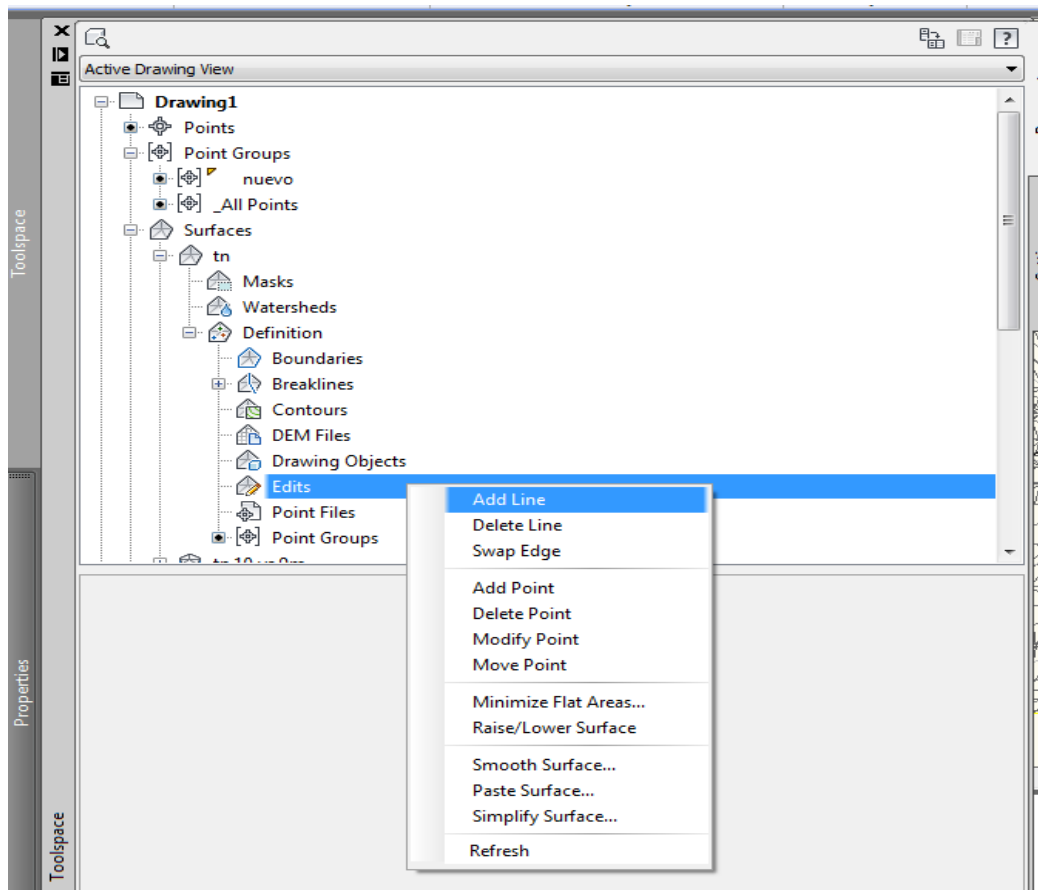 Active Drawing View
Drawing1
Points
Point Groups
nuevo
_All Points
Surfaces
tn
Masks
Watersheds
Definition
Boundaries
Breaklines
Contours
DEM Files
Drawing Objects
Edits
Point Files
Point Groups
Add Line
Delete Line
Swap Edge
Add Point
Delete Point
Modify Point
Move Point
Minimize Flat Areas...
Raise/Lower Surface
Smooth Surface...
Paste Surface...
Simplify Surface...
Refresh
Toolspace
Properties
Toolspace